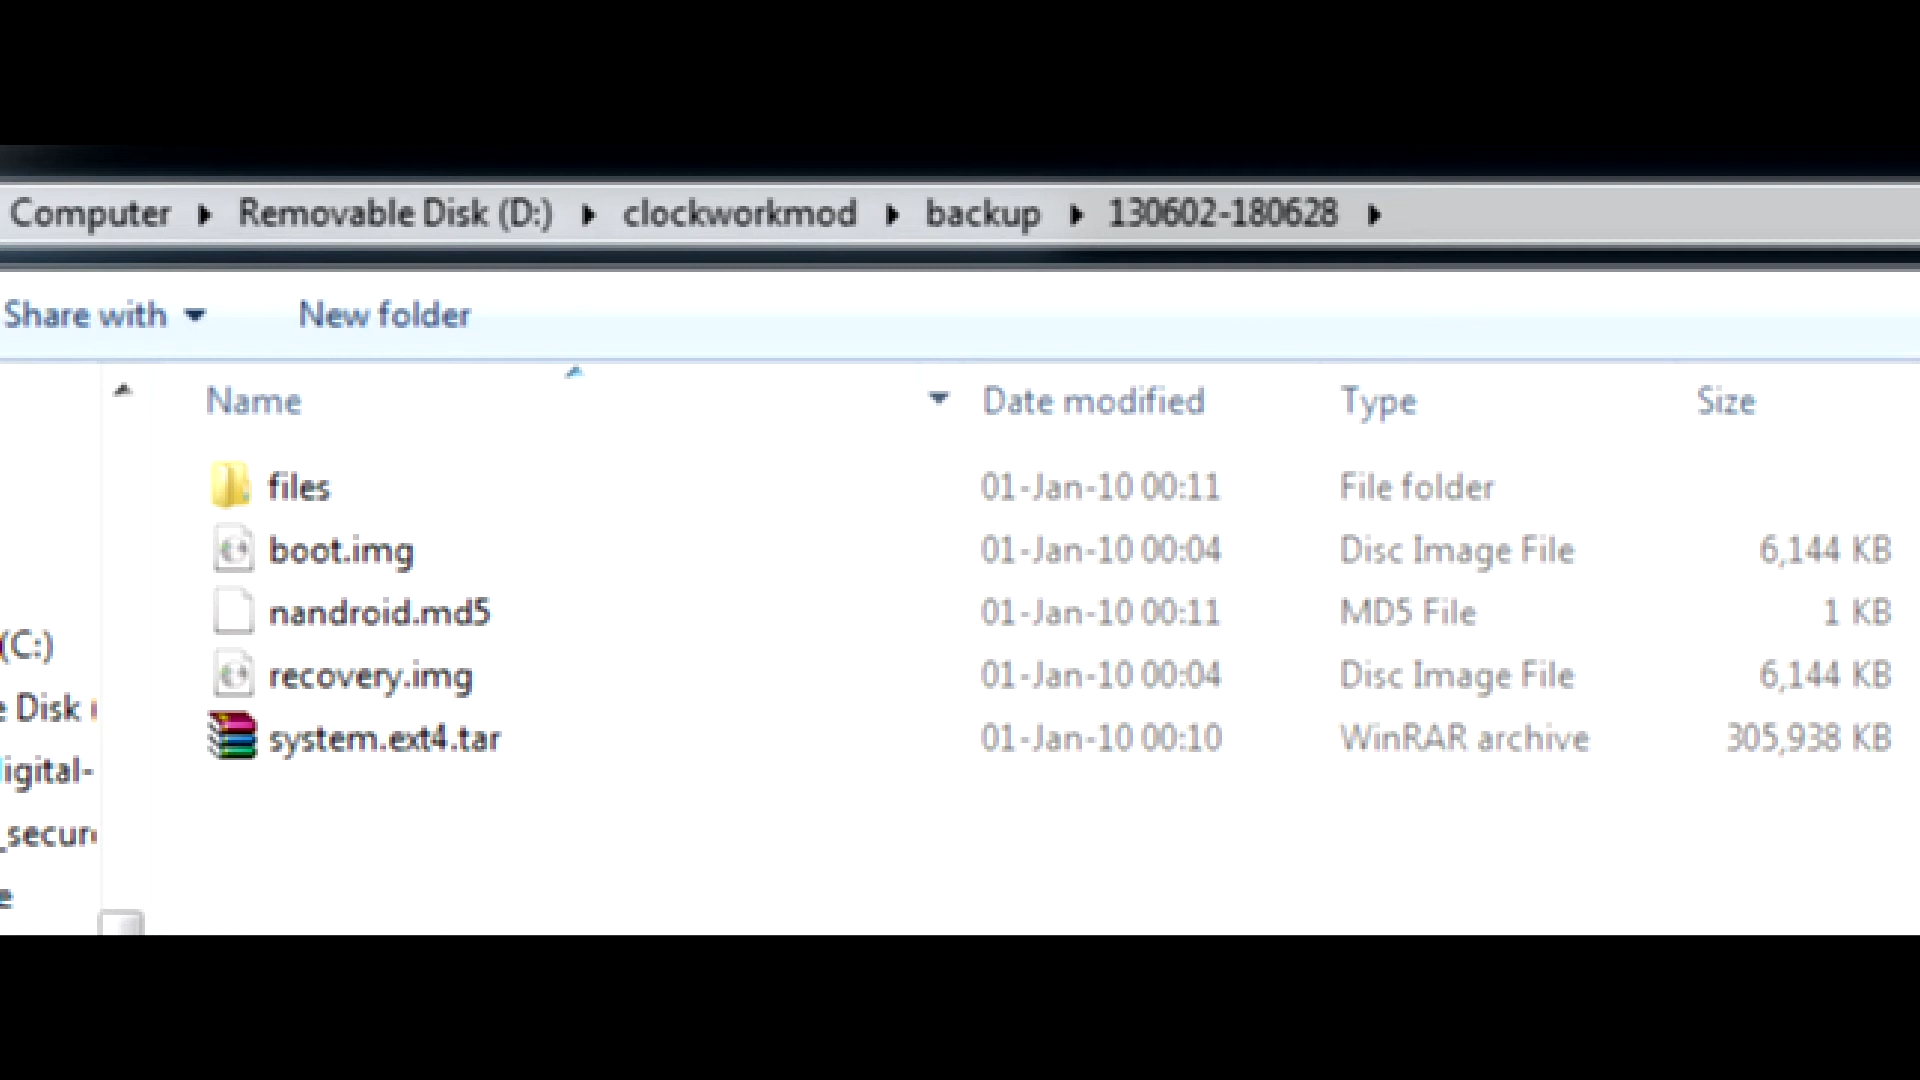 Computer Removable Disk (D:) clockworkmod backup 130602-180628
Share with New folder
Name Date modified Type Size
files 01-Jan-10 00:11 File folder
boot.img 01-Jan-10 00:04 Disc Image File 6,144 KB
nandroid.md5 01-Jan-10 00:11 MD5 File 1 KB
(C:)
recovery.img 01-Jan-10 00:04 Disc Image File 6,144 KB
Disk
system.ext4.tar 01-Jan-10 00:10 WinRAR archive 305,938 KB
igital-
_secure
e